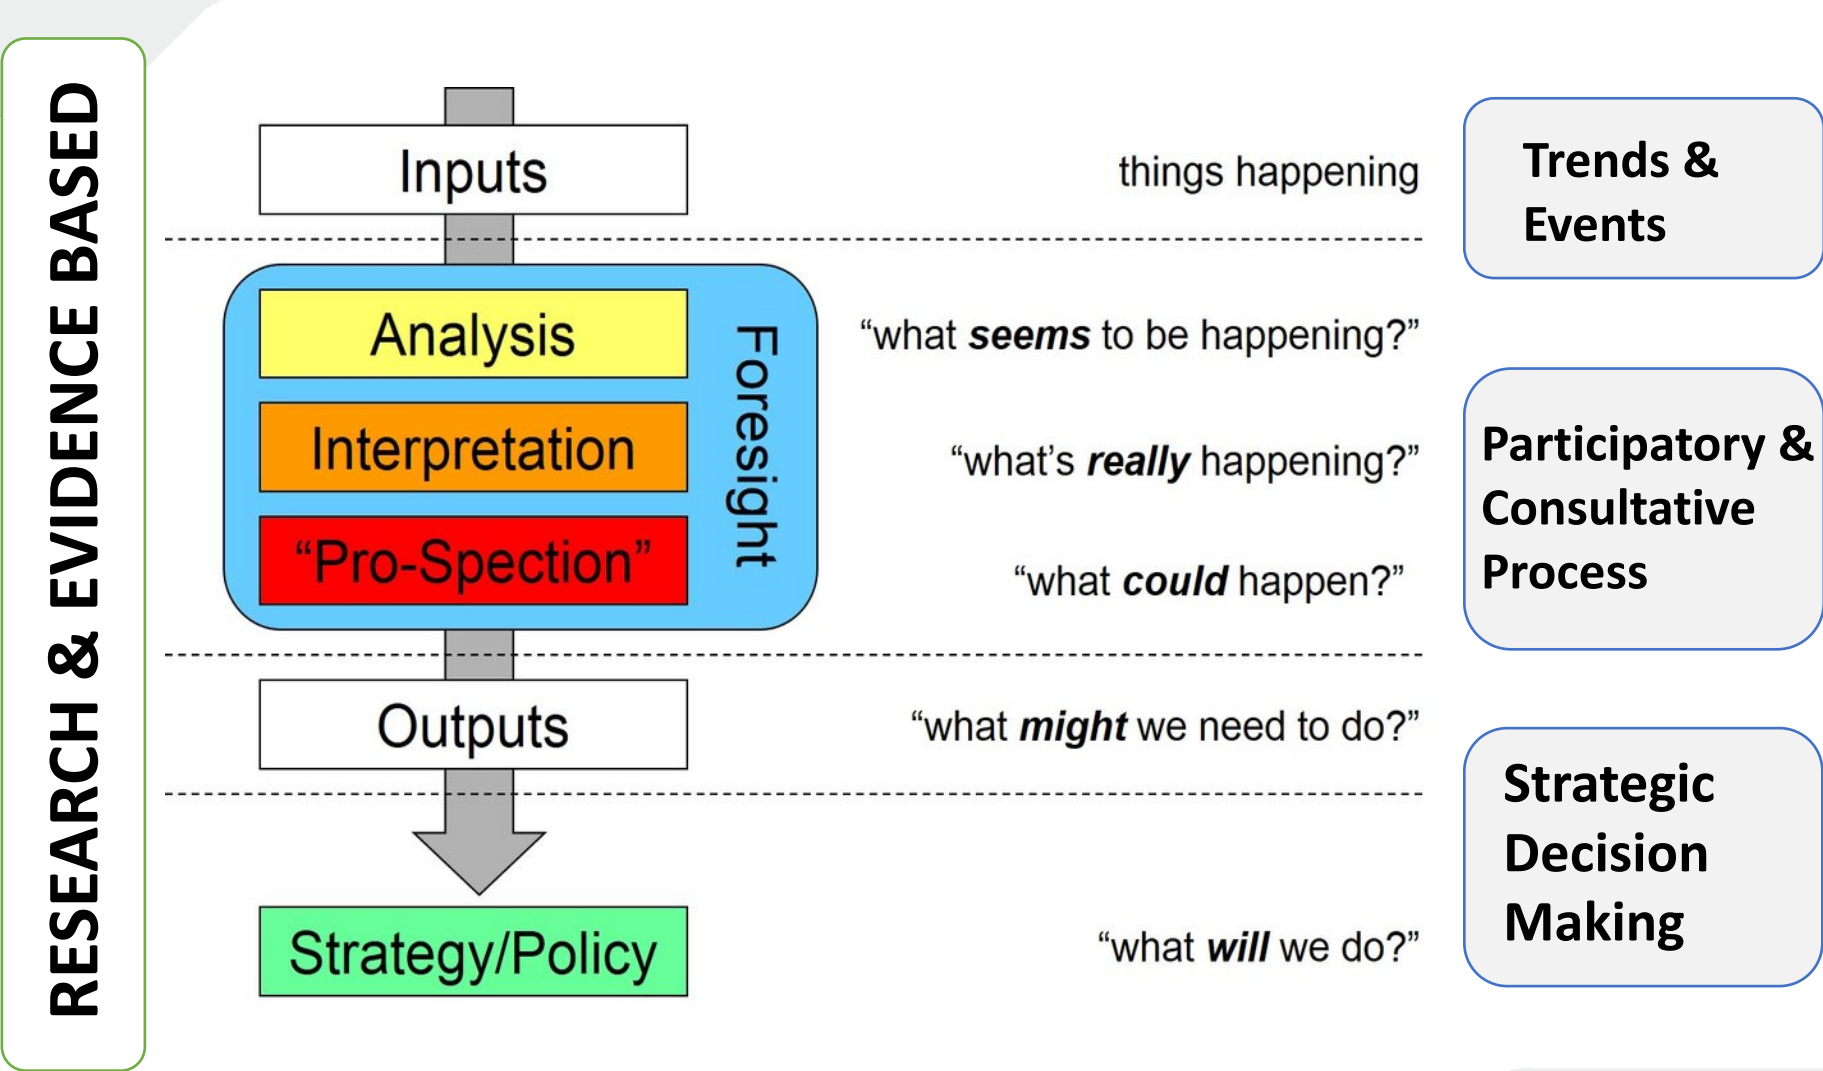 RESEARCH & EVIDENCE BASED
Inputs
things happening
Trends &
Events
Foresight
Analysis
“what seems to be happening?”
Interpretation
“what’s really happening?”
“Pro-Spection”
“what could happen?”
Participatory &
Consultative
Process
Outputs
“what might we need to do?”
Strategy/Policy
“what will we do?”
Strategic
Decision
Making